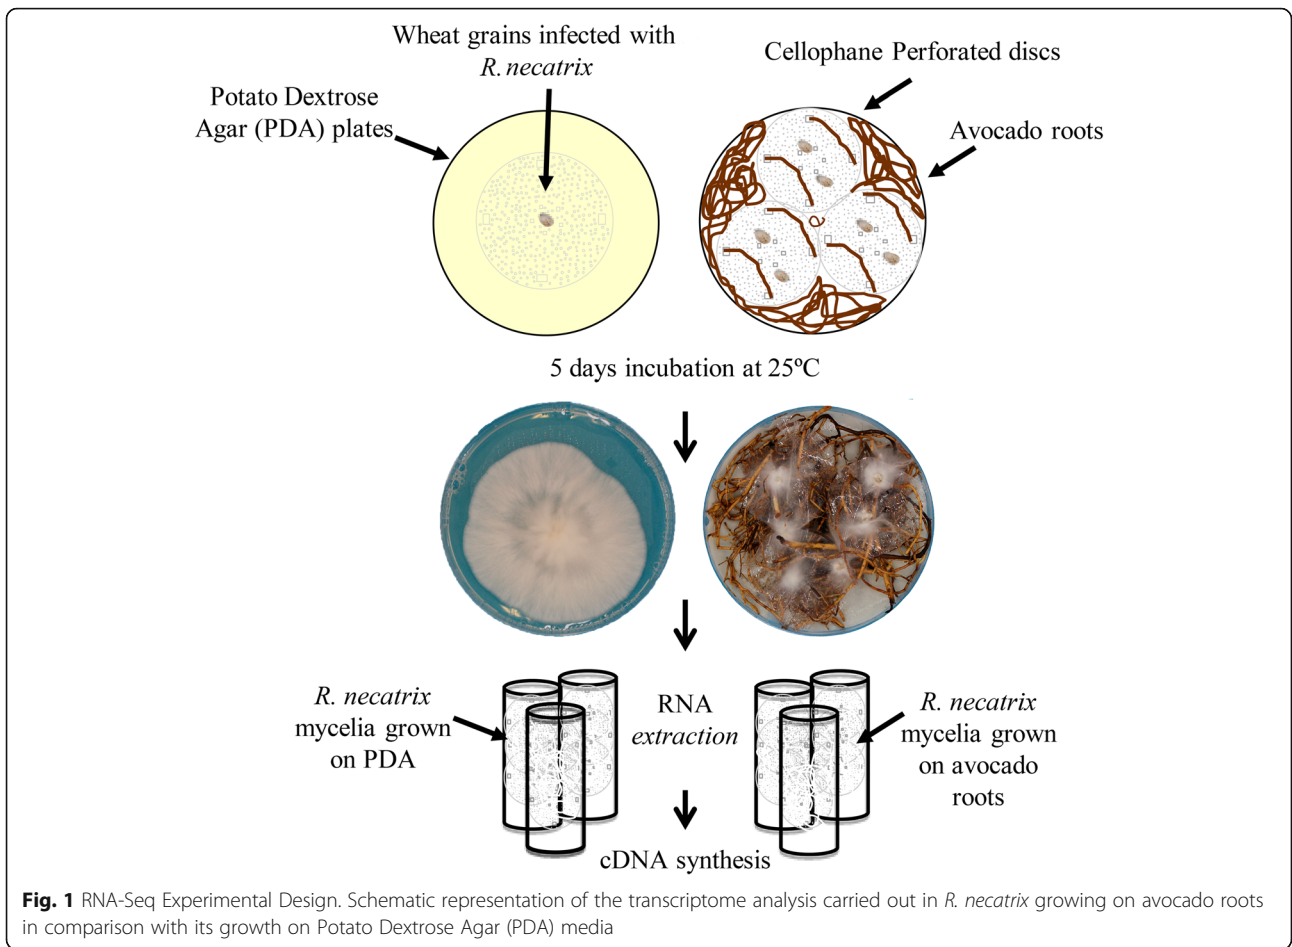 Wheat grains infected with
R. necatrix
Cellophane Perforated discs
Potato Dextrose
Agar (PDA) plates
Avocado roots
5 days incubation at 25ºC
R. necatrix
mycelia grown
on PDA
RNA
extraction
R. necatrix
mycelia grown
on avocado
roots
cDNA synthesis
Fig. 1 RNA-Seq Experimental Design. Schematic representation of the transcriptome analysis carried out in R. necatrix growing on avocado roots
in comparison with its growth on Potato Dextrose Agar (PDA) media